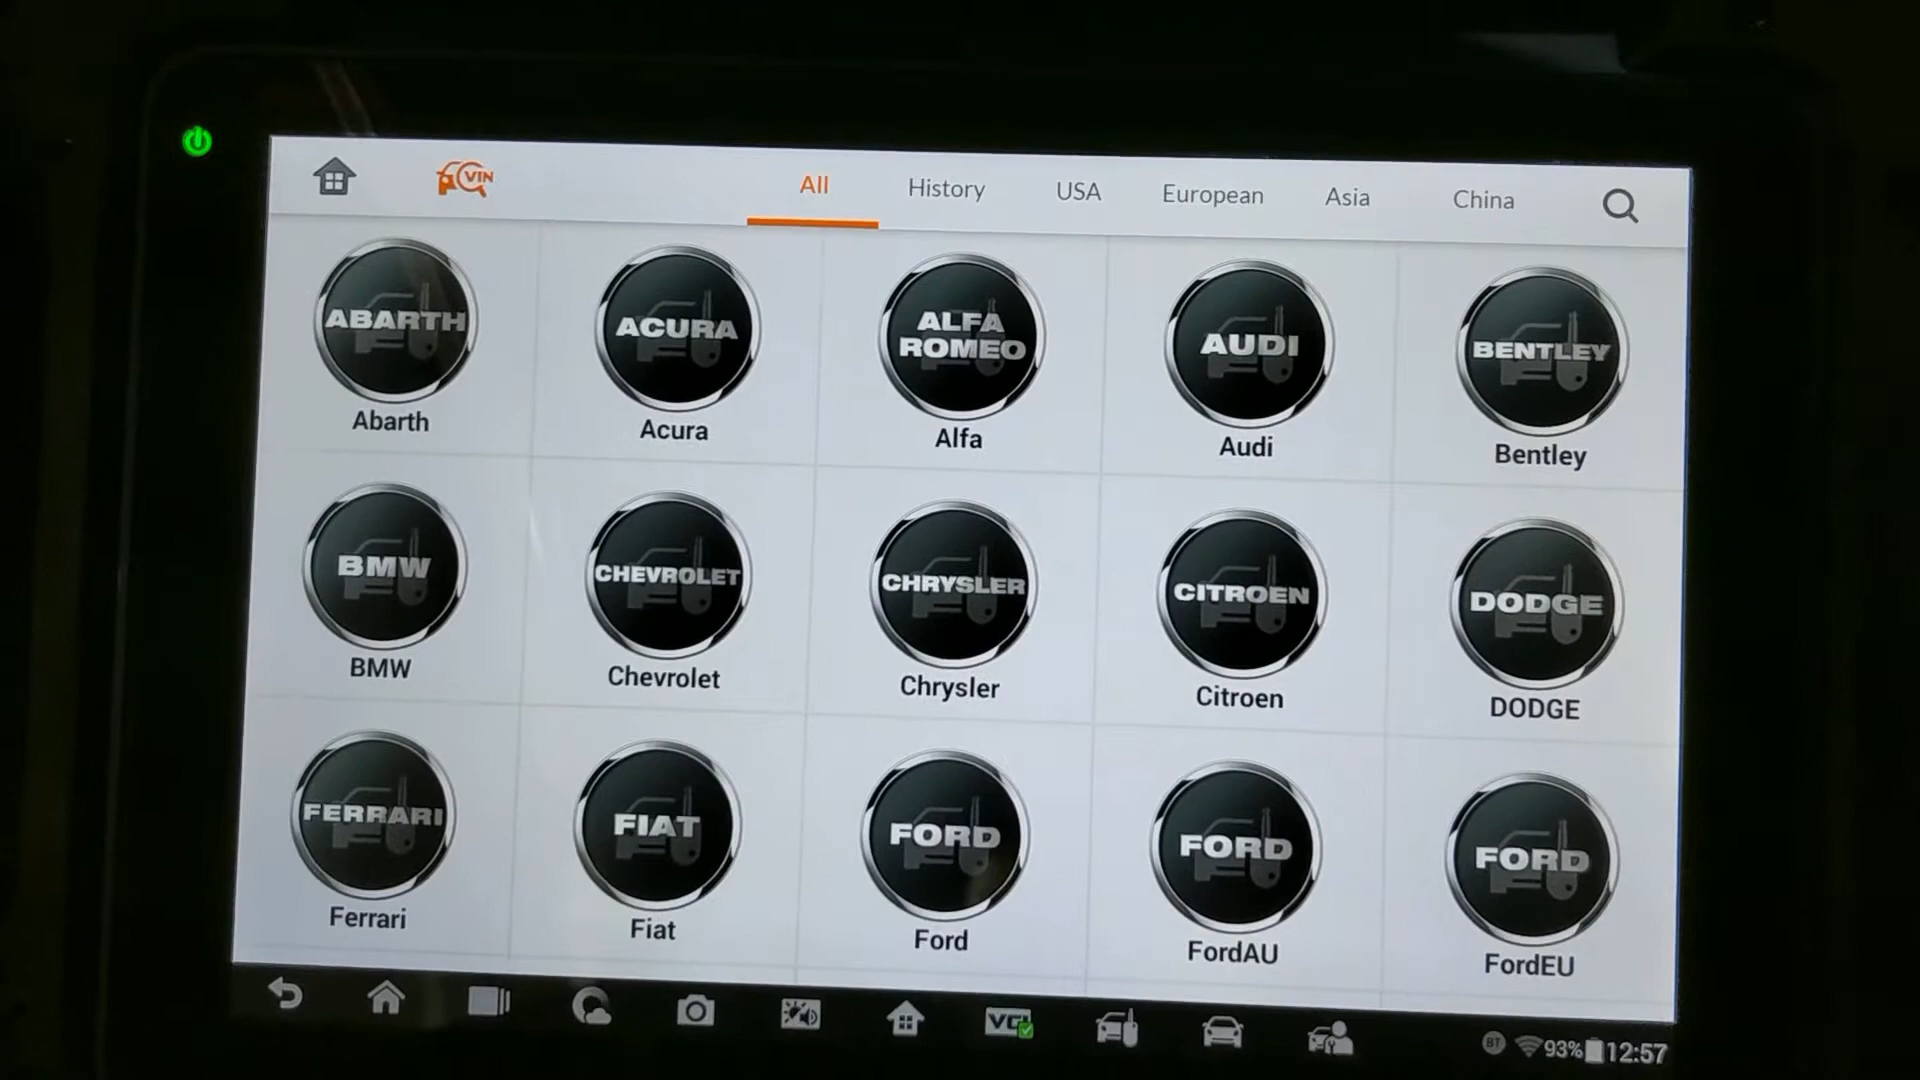 VIN
All
History
USA
European
Asia
China
ABARTH
Abarth
ACURA
Acura
ALFA
ROMEO
Alfa
AUDI
Audi
BENTLEY
Bentley
BMW
BMW
CHEVROLET
Chevrolet
CHRYSLER
Chrysler
CITROEN
Citroen
DODGE
DODGE
FERRARI
Ferrari
FIAT
Fiat
FORD
Ford
FORD
FordAU
FORD
FordEU
VCI
BT
93%
12:57